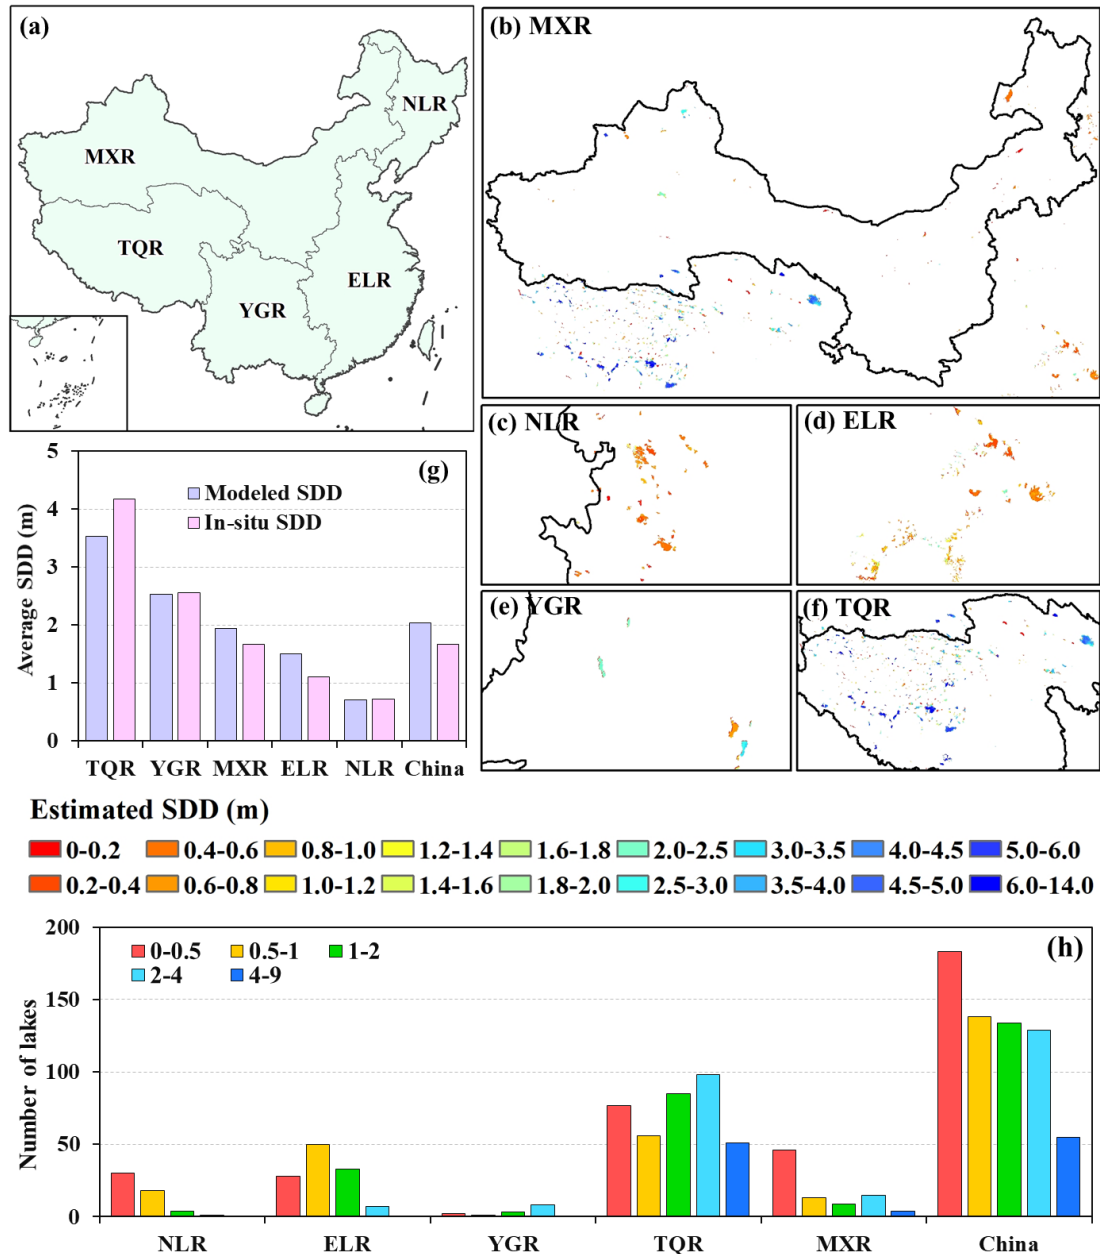 (a)
NLR
MXR
TQR
ELR
YGR
(b) MXR
(c) NLR
(d) ELR
(e) YGR
(f) TQR
(g)
Modeled SDD
In-situ SDD
Average SDD (m)
5
4
3
2
1
0
TQR YGR MXR ELR NLR China
Estimated SDD (m)
0-0.2 0.4-0.6 0.8-1.0 1.2-1.4 1.6-1.8 2.0-2.5 3.0-3.5 4.0-4.5 5.0-6.0
0.2-0.4 0.6-0.8 1.0-1.2 1.4-1.6 1.8-2.0 2.5-3.0 3.5-4.0 4.5-5.0 6.0-14.0
(h)
0-0.5 0.5-1 1-2
2-4 4-9
Number of lakes
200
150
100
50
0
NLR ELR YGR TQR MXR China